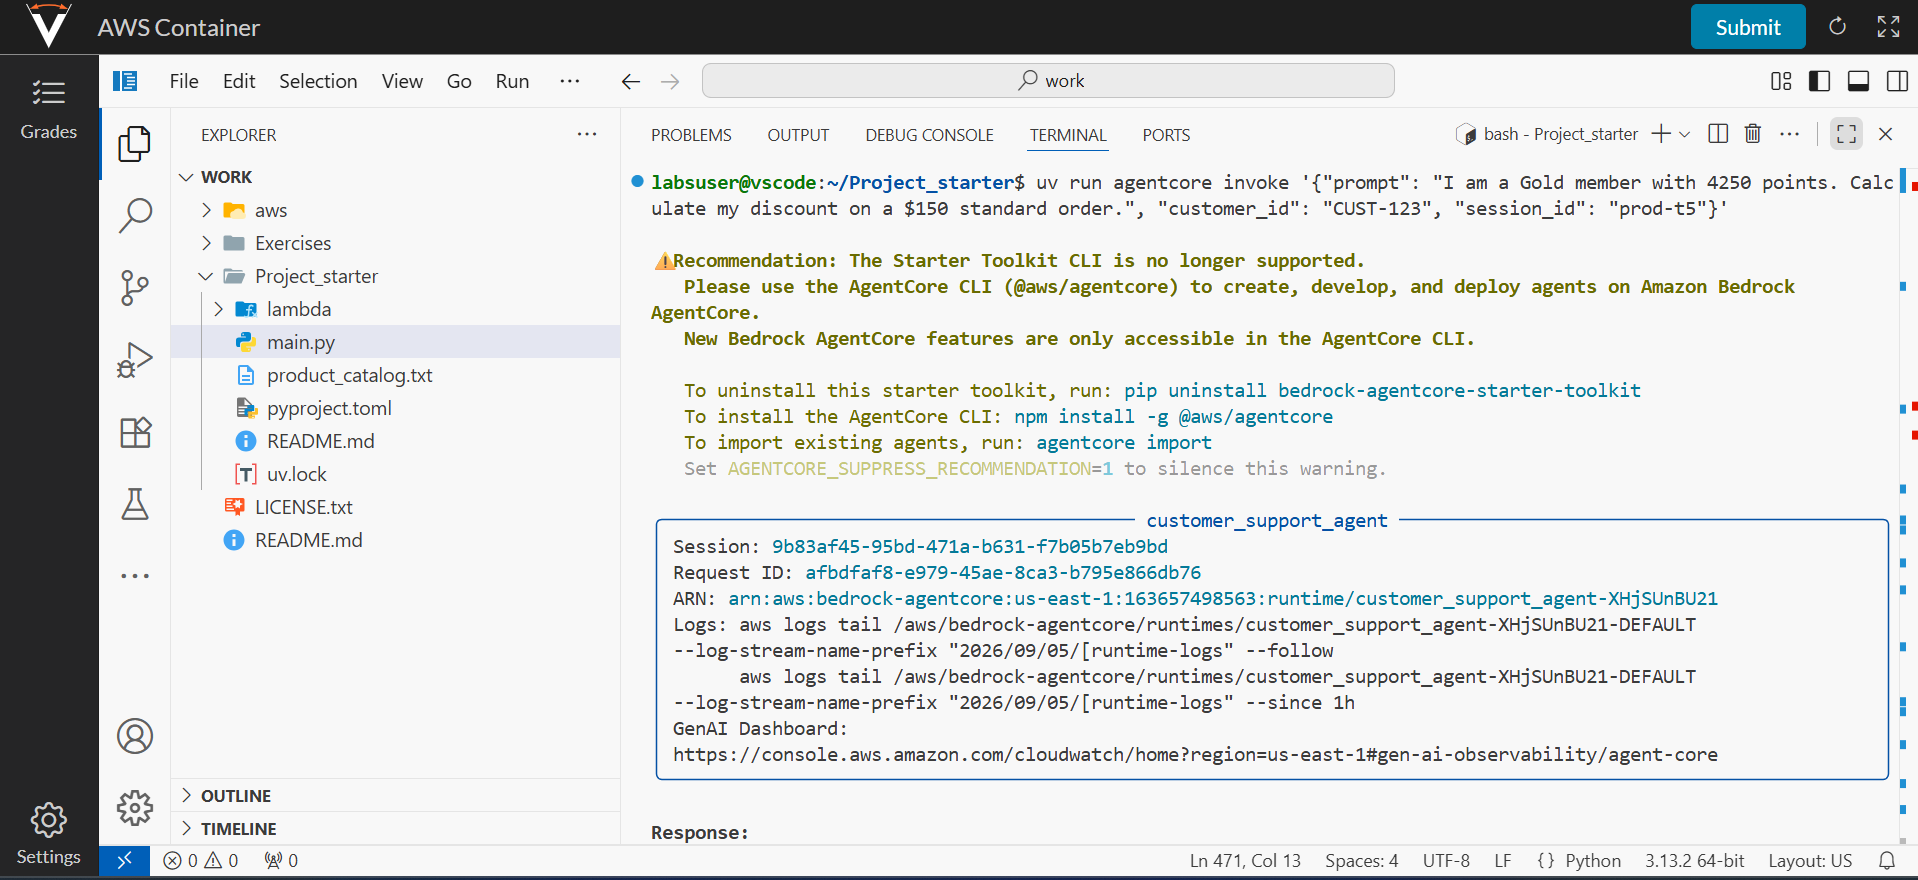 AWS Container
Submit
Grades
Settings
File Edit Selection View Go Run ...
work
EXPLORER
WORK
aws
Exercises
Project_starter
lambda
main.py
product_catalog.txt
pyproject.toml
README.md
uv.lock
LICENSE.txt
README.md
OUTLINE
TIMELINE
PROBLEMS OUTPUT DEBUG CONSOLE TERMINAL PORTS
bash - Project_starter
labsuser@vscode:~/Project_starter$ uv run agentcore invoke '{"prompt": "I am a Gold member with 4250 points. Calc
ulate my discount on a $150 standard order.", "customer_id": "CUST-123", "session_id": "prod-t5"}'
⚠️Recommendation: The Starter Toolkit CLI is no longer supported.
Please use the AgentCore CLI (@aws/agentcore) to create, develop, and deploy agents on Amazon Bedrock
AgentCore.
New Bedrock AgentCore features are only accessible in the AgentCore CLI.
To uninstall this starter toolkit, run: pip uninstall bedrock-agentcore-starter-toolkit
To install the AgentCore CLI: npm install -g @aws/agentcore
To import existing agents, run: agentcore import
Set AGENTCORE_SUPPRESS_RECOMMENDATION=1 to silence this warning.
customer_support_agent
Session: 9b83af45-95bd-471a-b631-f7b05b7eb9bd
Request ID: afbdfaf8-e979-45ae-8ca3-b795e866db76
ARN: arn:aws:bedrock-agentcore:us-east-1:163657498563:runtime/customer_support_agent-XHjSUnBU21
Logs: aws logs tail /aws/bedrock-agentcore/runtimes/customer_support_agent-XHjSUnBU21-DEFAULT
--log-stream-name-prefix "2026/09/05/[runtime-logs" --follow
aws logs tail /aws/bedrock-agentcore/runtimes/customer_support_agent-XHjSUnBU21-DEFAULT
--log-stream-name-prefix "2026/09/05/[runtime-logs" --since 1h
GenAI Dashboard:
https://console.aws.amazon.com/cloudwatch/home?region=us-east-1#gen-ai-observability/agent-core
Response:
0 0 0
Ln 471, Col 13 Spaces: 4 UTF-8 LF {} Python 3.13.2 64-bit Layout: US